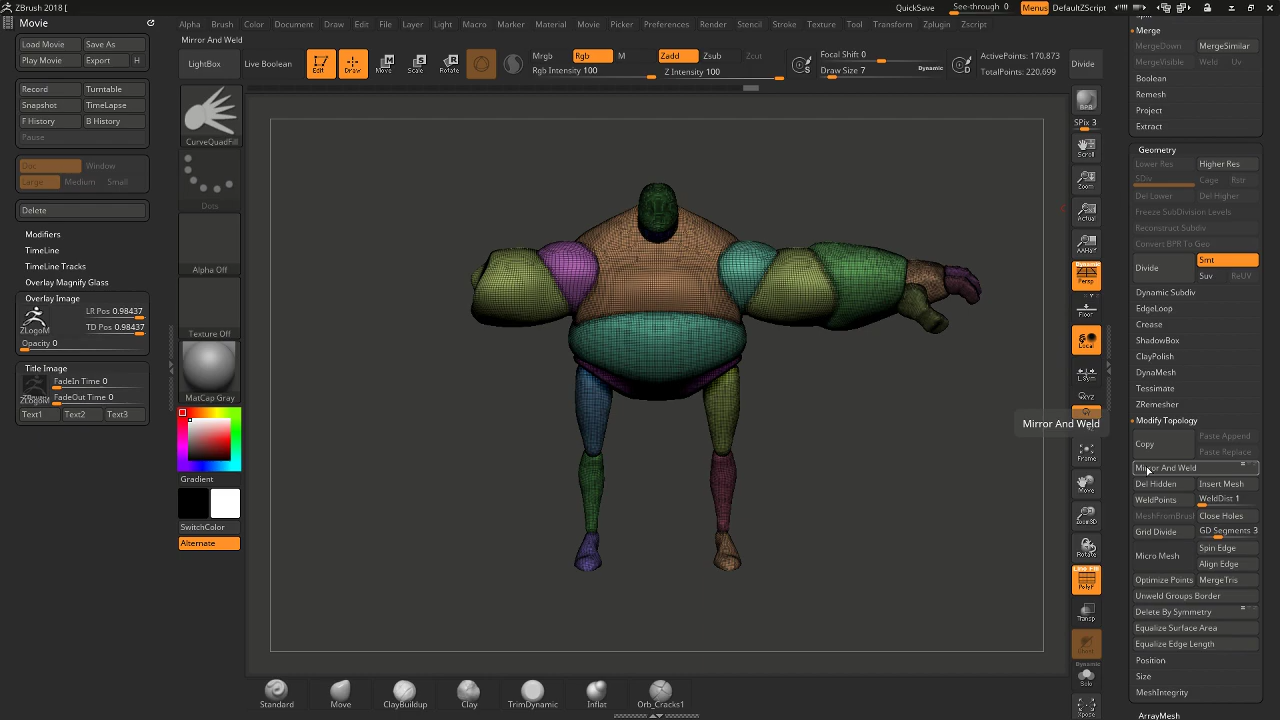 ZBrush 2018 [
QuickSave
See-through 0
Menus
DefaultZScript
Movie
Alpha Brush Color Document Draw Edit File Layer Light Macro Marker Material Movie Picker Preferences Render Stencil Stroke Texture Tool Transform Zplugin Zscript
Mirror And Weld
Load Movie
Save As
Play Movie
Export
H
Record
Turntable
Snapshot
TimeLapse
F History
B History
Pause
Doc
Window
Large
Medium
Small
Delete
Modifiers
TimeLine
TimeLine Tracks
Overlay Magnify Glass
Overlay Image
LR Pos 0.98437
ZLogoM
TD Pos 0.98437
Opacity 0
Title Image
FadeIn Time 0
FadeOut Time 0
Text1
Text2
Text3
LightBox
Live Boolean
Edit
Draw
Move
Scale
Rotate
Mrgb
Rgb
M
Rgb Intensity 100
Zadd
Zsub
Cut
Z Intensity 100
S
Focal Shift 0
Draw Size 7
Dynamic
D
ActivePoints: 170,873
TotalPoints: 220,699
Divide
CurveQuadFill
Dots
Alpha Off
Texture Off
MatCap Gray
Gradient
SwitchColor
Alternate
BPR
SPix 3
Scroll
Zoom
Actual
AAHalf
Dynamic
Persp
Floor
Local
L.Sym
XYZ
Mirror And Weld
Frame
Move
Zoom3D
Rotate
Line Fill
PolyF
Transp
Dynamic
Solo
Xpose
Merge
MergeDown
MergeSimilar
MergeVisible
Weld
Uv
Boolean
Remesh
Project
Extract
Geometry
Lower Res
Higher Res
SDiv
Cage
Rstr
Del Lower
Del Higher
Freeze SubDivision Levels
Reconstruct Subdiv
Convert BPR To Geo
Divide
Smt
Suv
ReUV
Dynamic Subdiv
EdgeLoop
Crease
ShadowBox
ClayPolish
DynaMesh
Tessimate
ZRemesher
Modify Topology
Copy
Paste Append
Paste Replace
Mirror And Weld
Del Hidden
Insert Mesh
WeldPoints
WeldDist 1
MeshFromBrush
Close Holes
Grid Divide
GD Segments 3
Micro Mesh
Spin Edge
Align Edge
Optimize Points
MergeTris
Unweld Groups Border
Delete By Symmetry
Equalize Surface Area
Equalize Edge Length
Position
Size
MeshIntegrity
ArrayMesh
Standard
Move
ClayBuildup
Clay
TrimDynamic
Inflat
Orb_Cracks1